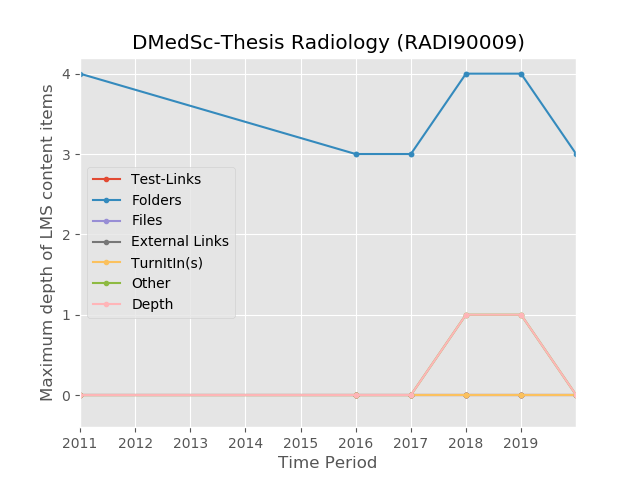 DMedSc-Thesis Radiology (RADI90009)
Maximum depth of LMS content items
4
3
2
1
0
Test-Links
Folders
Files
External Links
TurnItIn(s)
Other
Depth
2011 2012 2013 2014 2015 2016 2017 2018 2019
Time Period